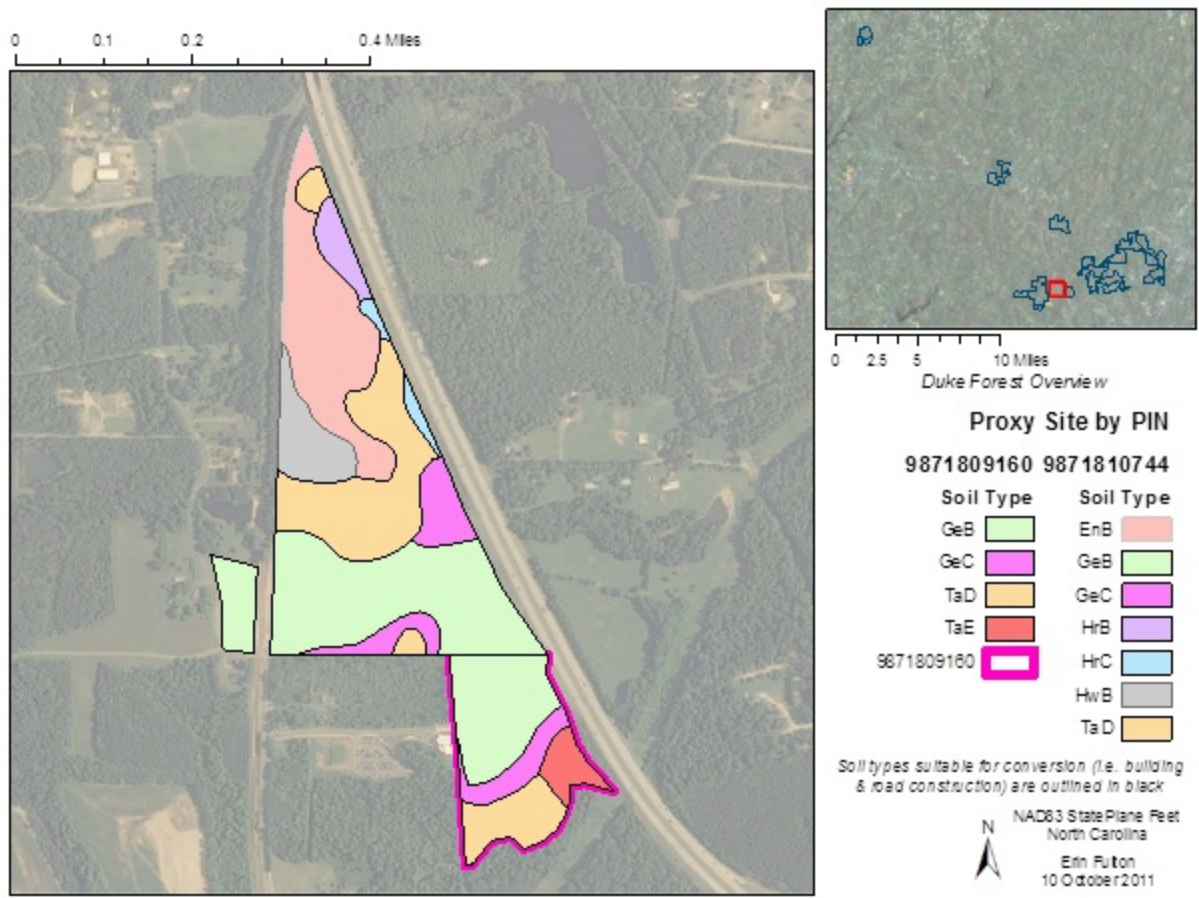 0 0.1 0.2 0.4 Miles
0 2.5 5 10 Miles
Duke Forest Overview
Proxy Site by PIN
9871809160 9871810744
Soil Type Soil Type
GeB EnB
GeC GeB
TaD GeC
TaE HrB
9871809160 HrC
HwB
TaD
Soil types suitable for conversion (i.e. building
& road construction) are outlined in black
N
NAD83 StatePlane Feet
North Carolina
Erin Fulton
10 October 2011